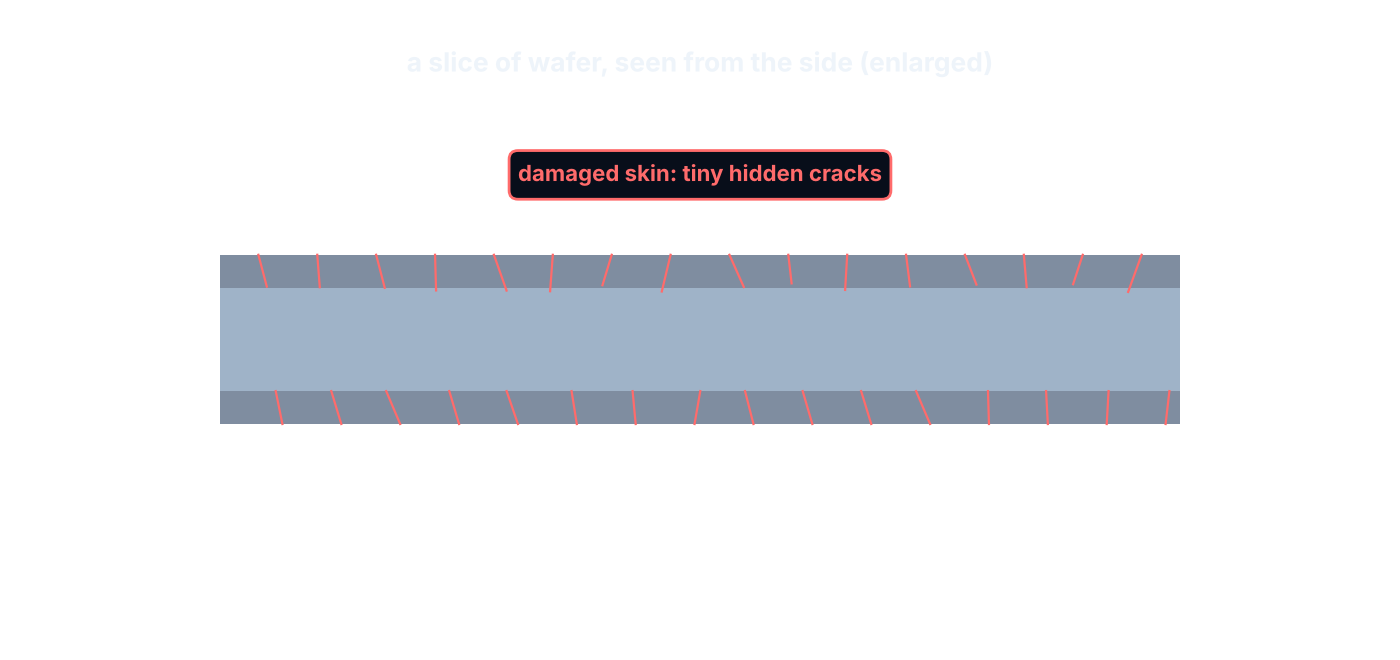 a slice of wafer, seen from the side (enlarged)
damaged skin: tiny hidden cracks